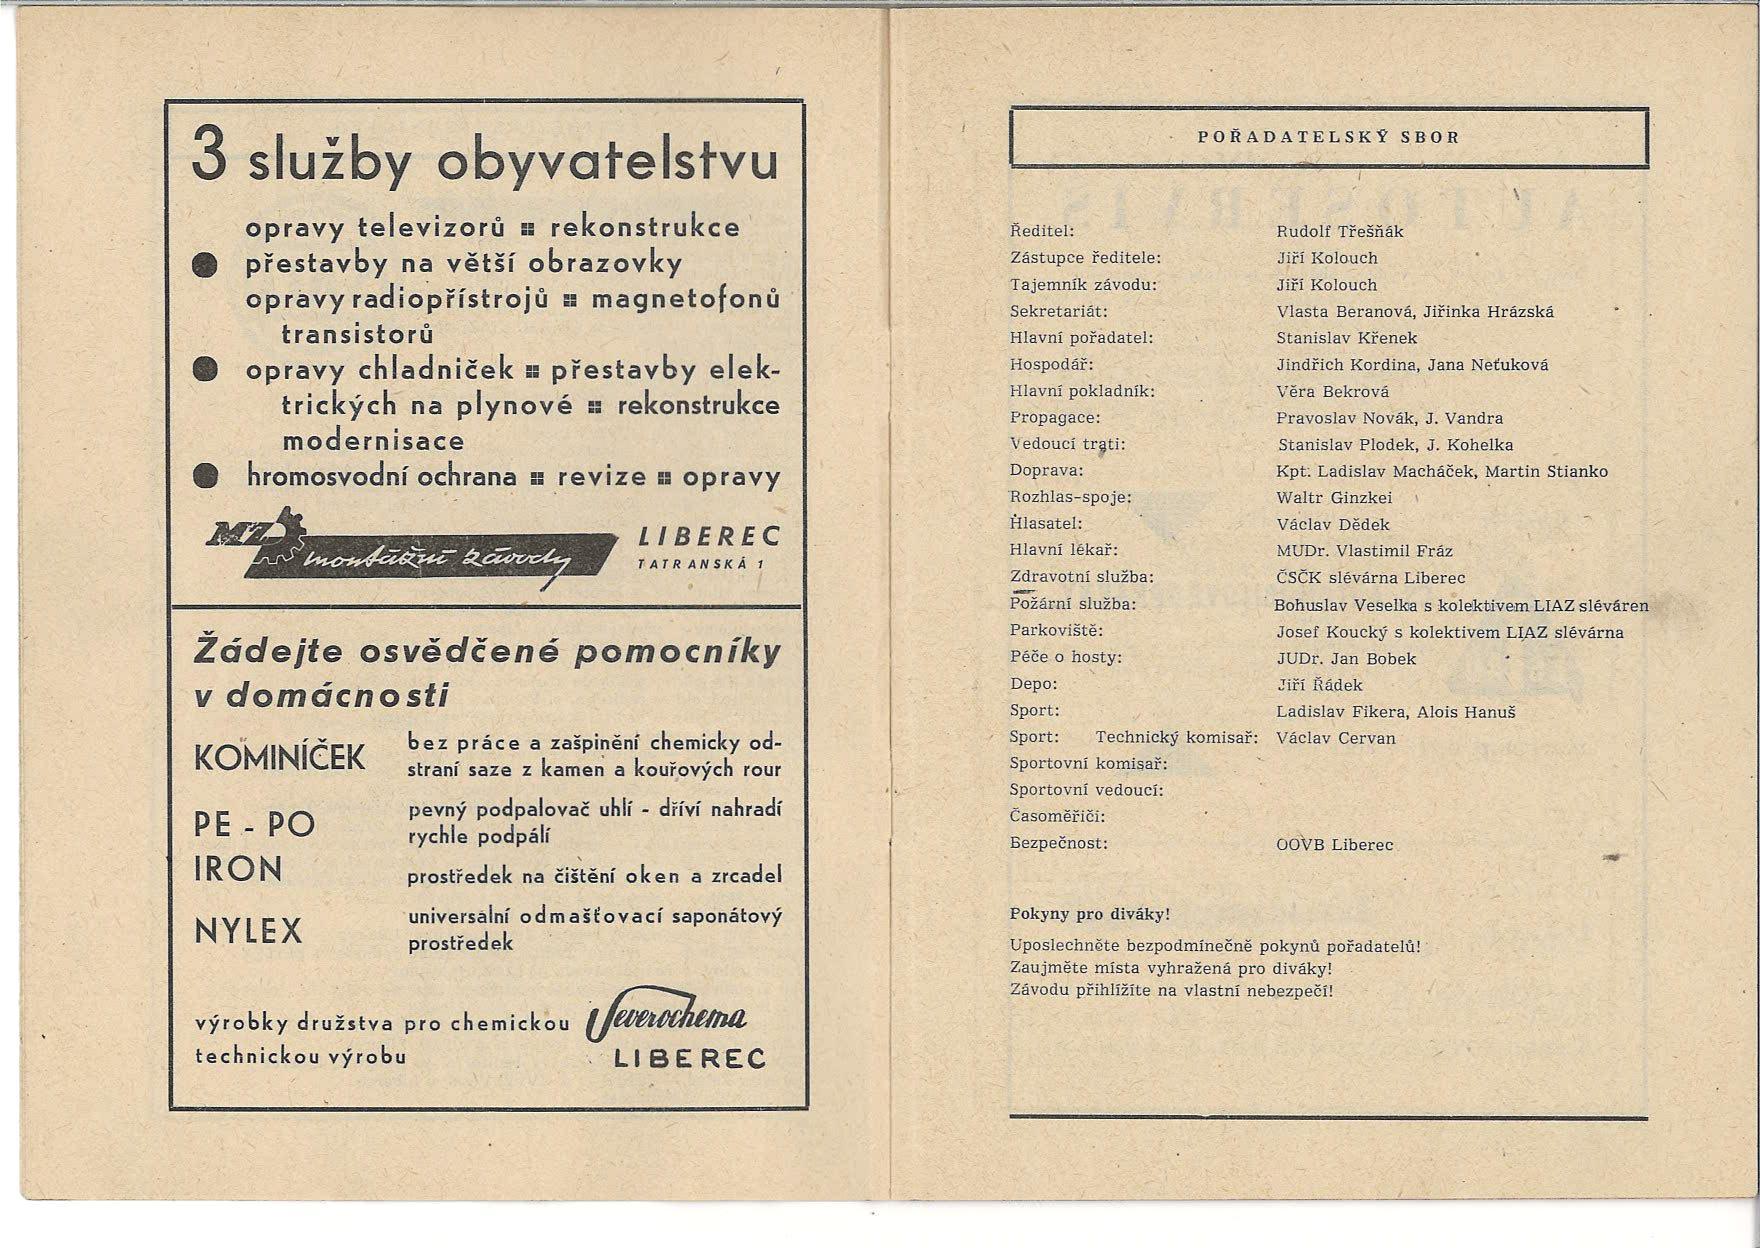 3 služby obyvatelstvu
opravy televizorů ⊞ rekonstrukce
● přestavby na větší obrazovky
opravy radiopřístrojů ⊞ magnetofonů
transistorů
● opravy chladniček ⊞ přestavby elek-
trických na plynové ⊞ rekonstrukce
modernisace
● hromosvodní ochrana ⊞ revize ⊞ opravy
montážní závody
LIBEREC
TATRANSKÁ 1
Žádejte osvědčené pomocníky
v domácnosti
KOMINÍČEK
bez práce a zašpinění chemicky od-
straní saze z kamen a kouřových rour
PE - PO
pevný podpalovač uhlí - dříví nahradí
rychle podpálí
IRON
prostředek na čištění oken a zrcadel
NYLEX
universální odmašťovací saponátový
prostředek
výrobky družstva pro chemickou
technickou výrobu
Severochema
LIBEREC
POŘADATELSKÝ SBOR
Ředitel: Rudolf Třešňák
Zástupce ředitele: Jiří Kolouch
Tajemník závodu: Jiří Kolouch
Sekretariát: Vlasta Beranová, Jiřinka Hrázská
Hlavní pořadatel: Stanislav Křenek
Hospodář: Jindřich Kordina, Jana Neťuková
Hlavní pokladník: Věra Bekrová
Propagace: Pravoslav Novák, J. Vandra
Vedoucí trati: Stanislav Plodek, J. Kohelka
Doprava: Kpt. Ladislav Macháček, Martin Stianko
Rozhlas-spoje: Waltr Ginzkei
Hlasatel: Václav Dědek
Hlavní lékař: MUDr. Vlastimil Fráz
Zdravotní služba: ČSČK slévárna Liberec
Požární služba: Bohuslav Veselka s kolektivem LIAZ sléváren
Parkoviště: Josef Koucký s kolektivem LIAZ slévárna
Péče o hosty: JUDr. Jan Bobek
Depo: Jiří Řádek
Sport: Ladislav Fikera, Alois Hanuš
Sport: Technický komisař: Václav Cervan
Sportovní komisař:
Sportovní vedoucí:
Časoměřiči:
Bezpečnost: OOVB Liberec
Pokyny pro diváky!
Uposlechněte bezpodmínečně pokynů pořadatelů!
Zaujměte místa vyhražená pro diváky!
Závodu přihlížíte na vlastní nebezpečí!